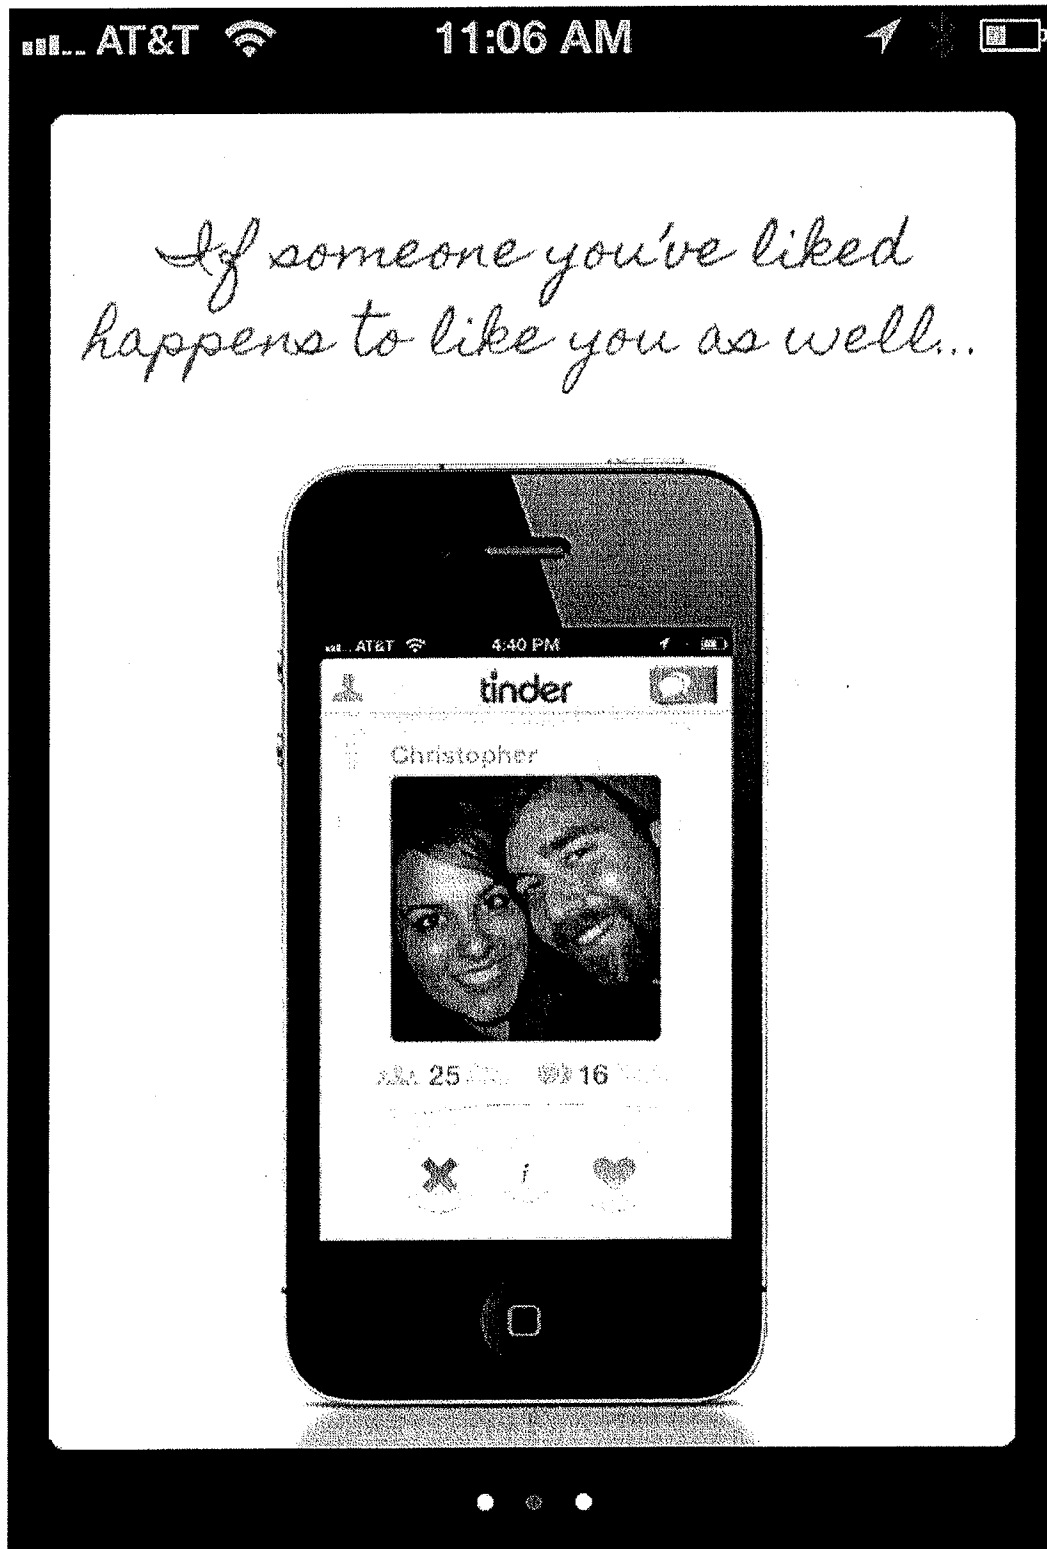 AT&T 11:06 AM
If someone you've liked
happens to like you as well...
AT&T 4:40 PM
tinder
Christopher
25 16
i